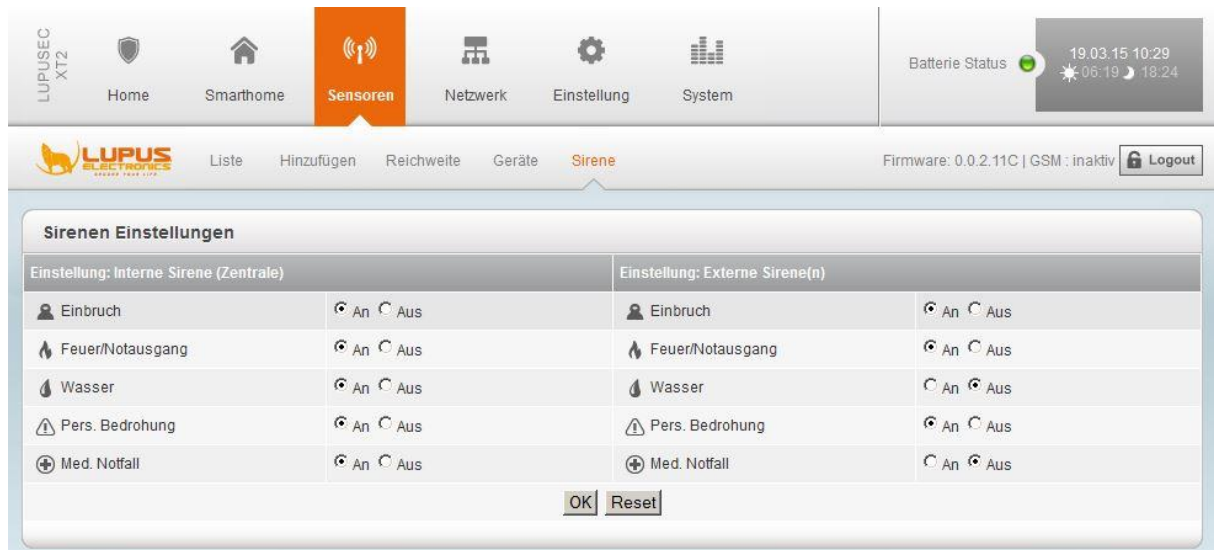 LUPUSEC
XT2
Home Smarthome Sensoren Netzwerk Einstellung System
Batterie Status
19.03.15 10:29
06:19 18:24
LUPUS
ELECTRONICS
Liste Hinzufügen Reichweite Geräte Sirene
Firmware: 0.0.2.11C | GSM : inaktiv Logout
Sirenen Einstellungen
Einstellung: Interne Sirene (Zentrale) Einstellung: Externe Sirene(n)
Einbruch An Aus Einbruch An Aus
Feuer/Notausgang An Aus Feuer/Notausgang An Aus
Wasser An Aus Wasser An Aus
Pers. Bedrohung An Aus Pers. Bedrohung An Aus
Med. Notfall An Aus Med. Notfall An Aus
OK Reset